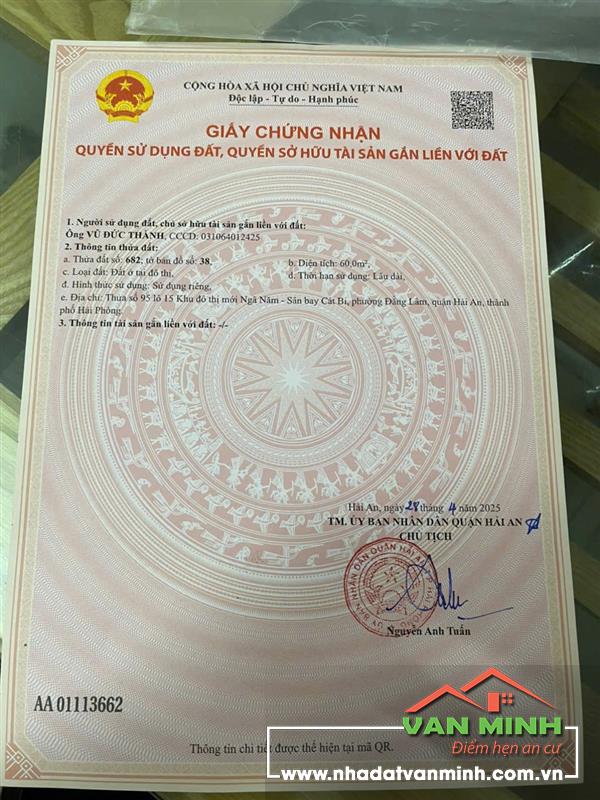 CỘNG HÒA XÃ HỘI CHỦ NGHĨA VIỆT NAM
Độc lập - Tự do - Hạnh phúc
GIẤY CHỨNG NHẬN
QUYỀN SỬ DỤNG ĐẤT, QUYỀN SỞ HỮU TÀI SẢN GẮN LIỀN VỚI ĐẤT
1. Người sử dụng đất, chủ sở hữu tài sản gắn liền với đất:
Ông VŨ ĐỨC THÀNH, CCCD: 031064012425
2. Thông tin thửa đất:
a. Thửa đất số: 682; tờ bản đồ số: 38, b. Diện tích: 60,0m²,
c. Loại đất: Đất ở tại đô thị, d. Thời hạn sử dụng: Lâu dài,
đ. Hình thức sử dụng: Sử dụng riêng,
e. Địa chỉ: Thửa số 95 lô 15 Khu đô thị mới Ngã Năm - Sân bay Cát Bi, phường Đằng Lâm, quận Hải An, thành
phố Hải Phòng.
3. Thông tin tài sản gắn liền với đất: -/-
Hải An, ngày 28 tháng 4 năm 2025
TM. ỦY BAN NHÂN DÂN QUẬN HẢI AN
CHỦ TỊCH
Nguyễn Anh Tuấn
AA 01113662
Thông tin chi tiết được thể hiện tại mã QR.
VAN MINH
Điểm hẹn an cư
www.nhadatvanminh.com.vn